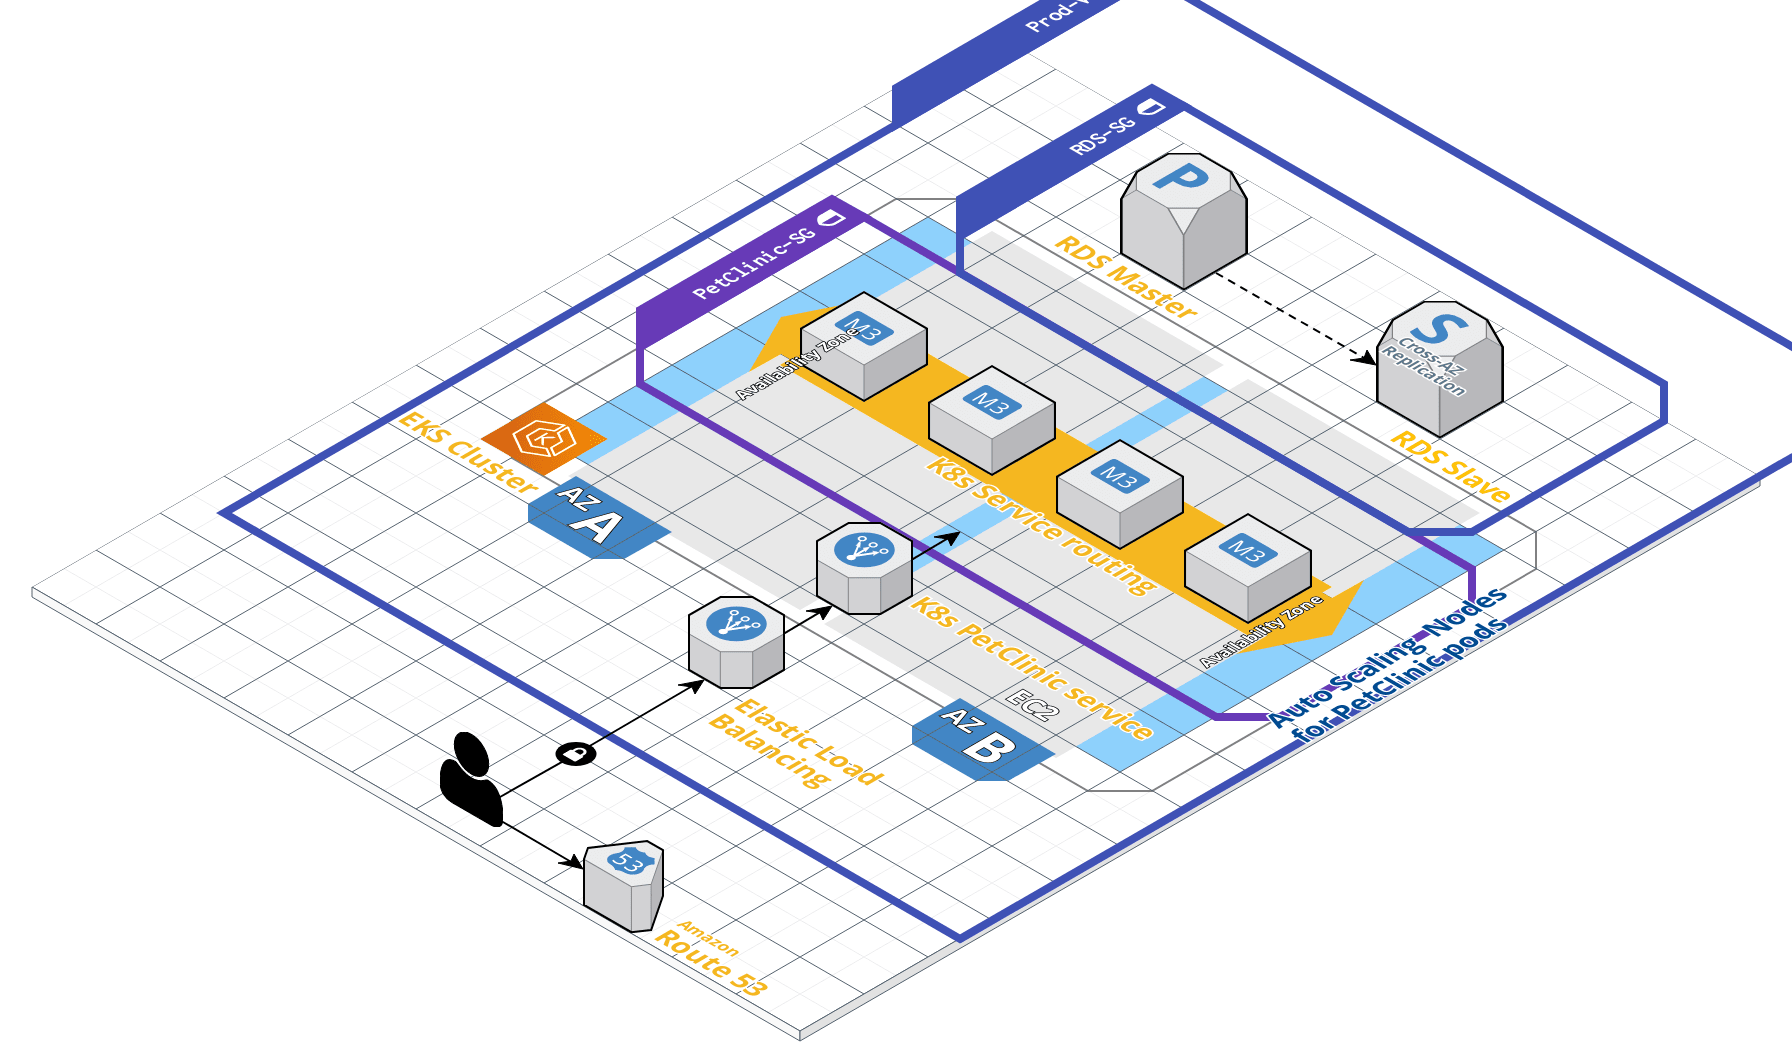 Prod-V
RDS-SG
P
RDS Master
PetClinic-SG
S
Cross-AZ
Replication
RDS Slave
M3
Availability Zone
M3
M3
M3
Availability Zone
K8s Service routing
K
EKS Cluster
AZ
A
K8s PetClinic service
Auto Scaling Nodes
for PetClinic pods
EC2
AZ
B
Elastic Load
Balancing
53
Amazon
Route 53